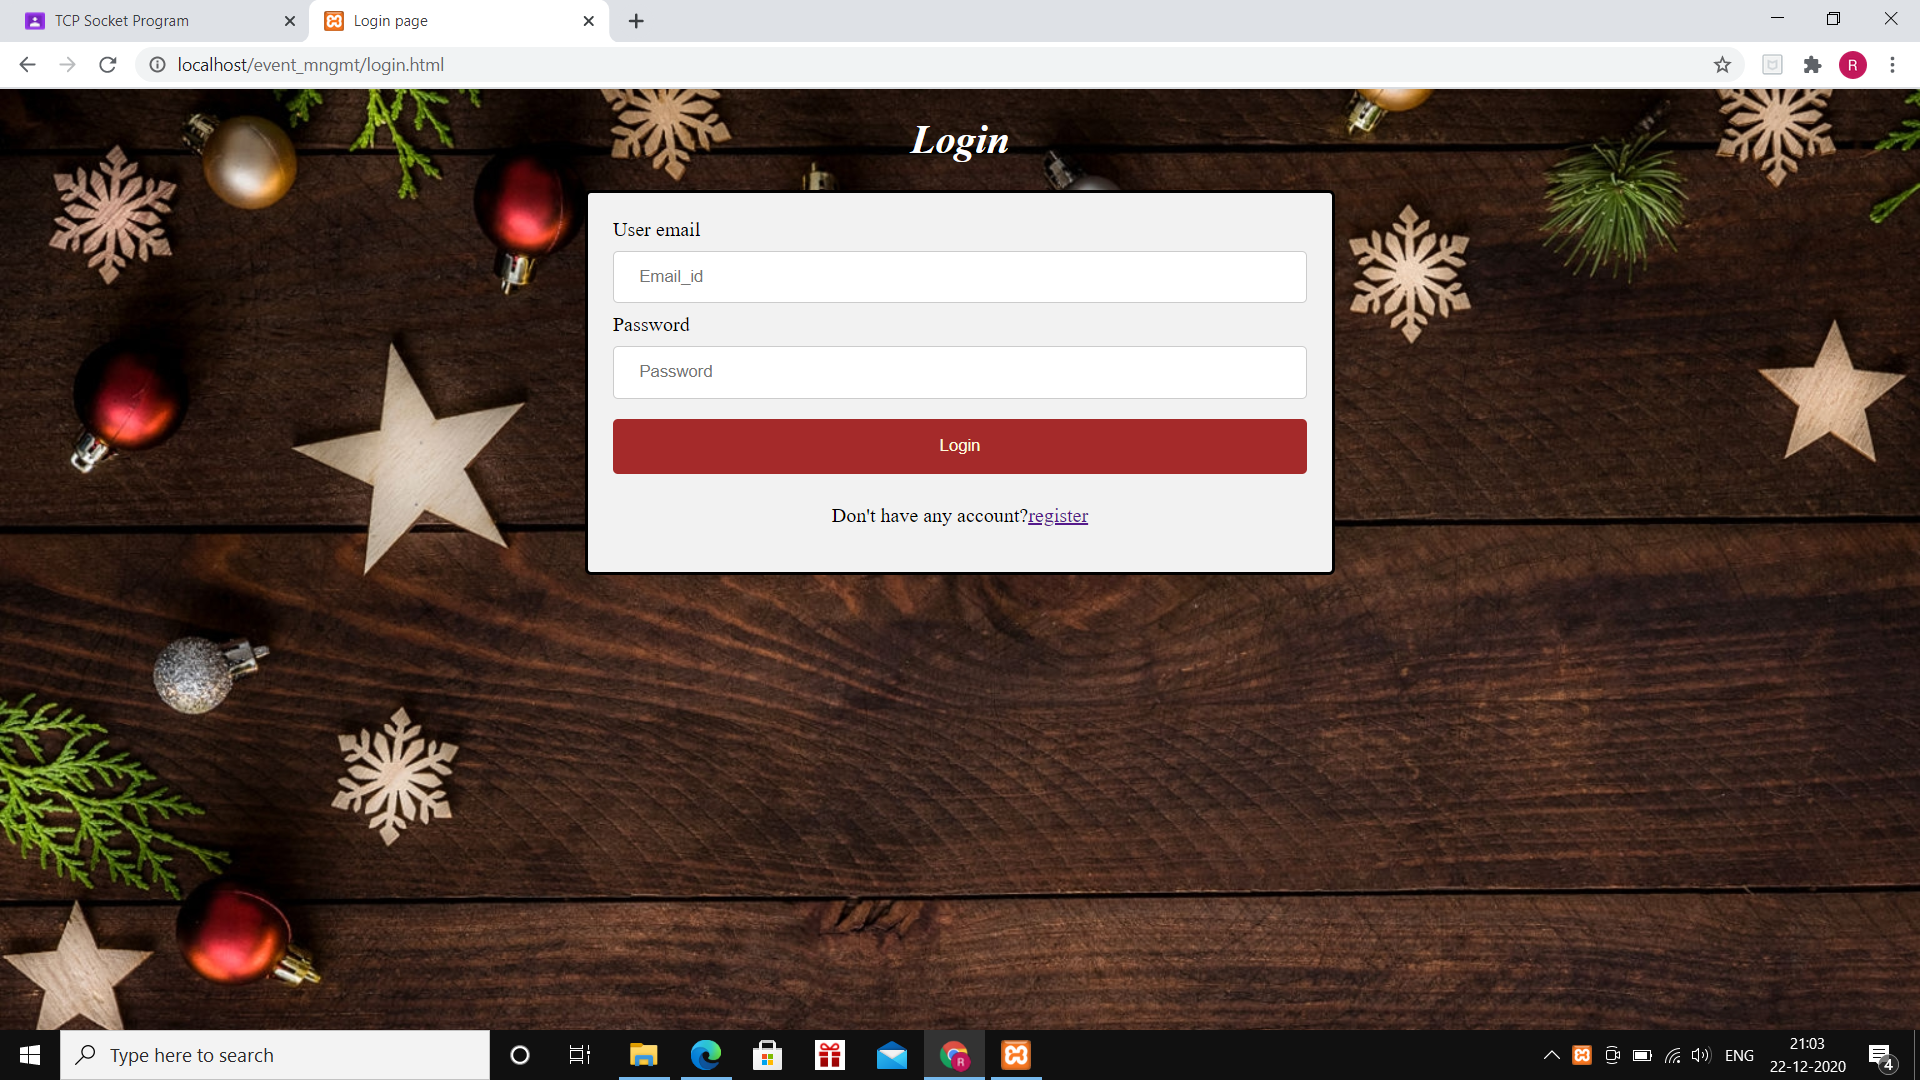 TCP Socket Program
Login page
localhost/event_mngmt/login.html
R
Login
User email
Email_id
Password
Password
Login
Don't have any account?register
Type here to search
R
ENG
21:03
22-12-2020
4